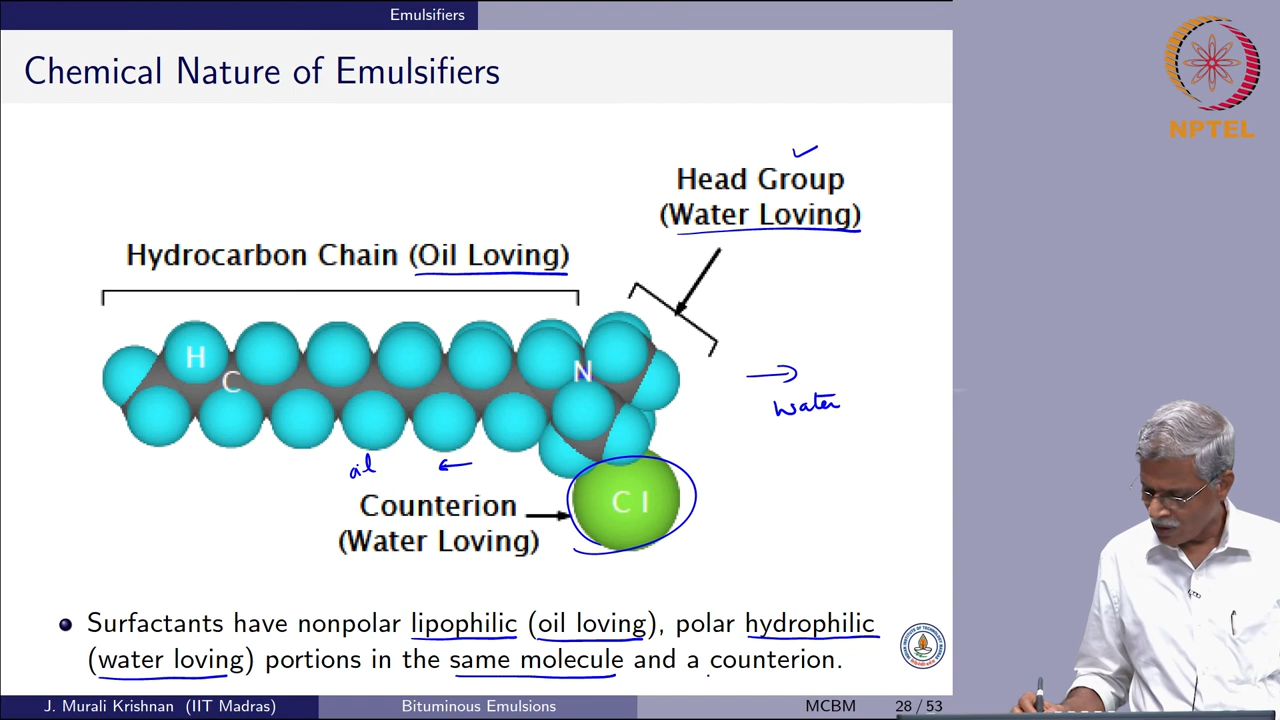 Emulsifiers
Chemical Nature of Emulsifiers
NPTEL
Head Group
(Water Loving)
Hydrocarbon Chain (Oil Loving)
H
C
N
water
oil
Counterion
(Water Loving)
Cl
Surfactants have nonpolar lipophilic (oil loving), polar hydrophilic
(water loving) portions in the same molecule and a counterion.
J. Murali Krishnan (IIT Madras) Bituminous Emulsions MCBM 28 / 53